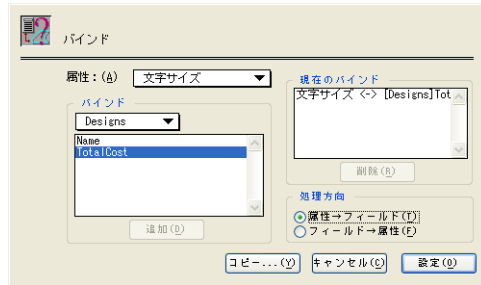 バインド
属性：(A) 文字サイズ
バインド
Designs
Name
TotalCost
追加(D)
現在のバインド
文字サイズ <-> [Designs]Tot
削除(R)
処理方向
属性→フィールド(T)
フィールド→属性(F)
コピー...(Y) キャンセル(C) 設定(O)